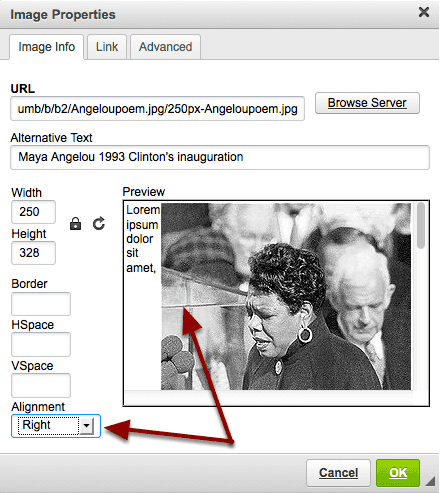 Image Properties
Image Info
Link
Advanced
URL
umb/b/b2/Angeloupoem.jpg/250px-Angeloupoem.jpg
Browse Server
Alternative Text
Maya Angelou 1993 Clinton's inauguration
Width
250
Height
328
Border
HSpace
VSpace
Alignment
Right
Preview
Lorem
ipsum
dolor
sit
amet,
Cancel
OK